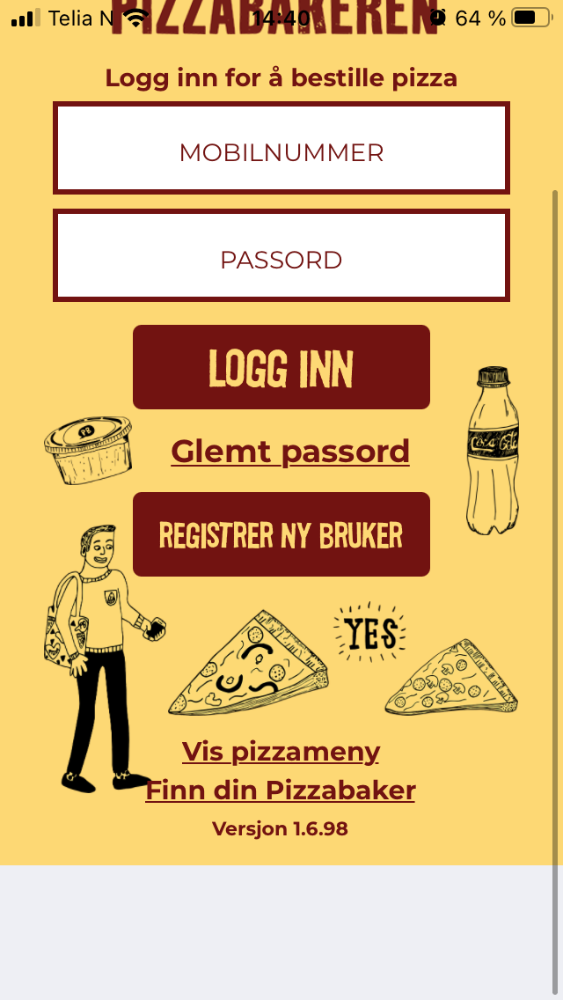 Telia N 14:40 64 %
PIZZABAKEREN
Logg inn for å bestille pizza
MOBILNUMMER
PASSORD
LOGG INN
Glemt passord
Coca Cola
PB
REGISTRER NY BRUKER
YES
Vis pizzameny
Finn din Pizzabaker
Versjon 1.6.98